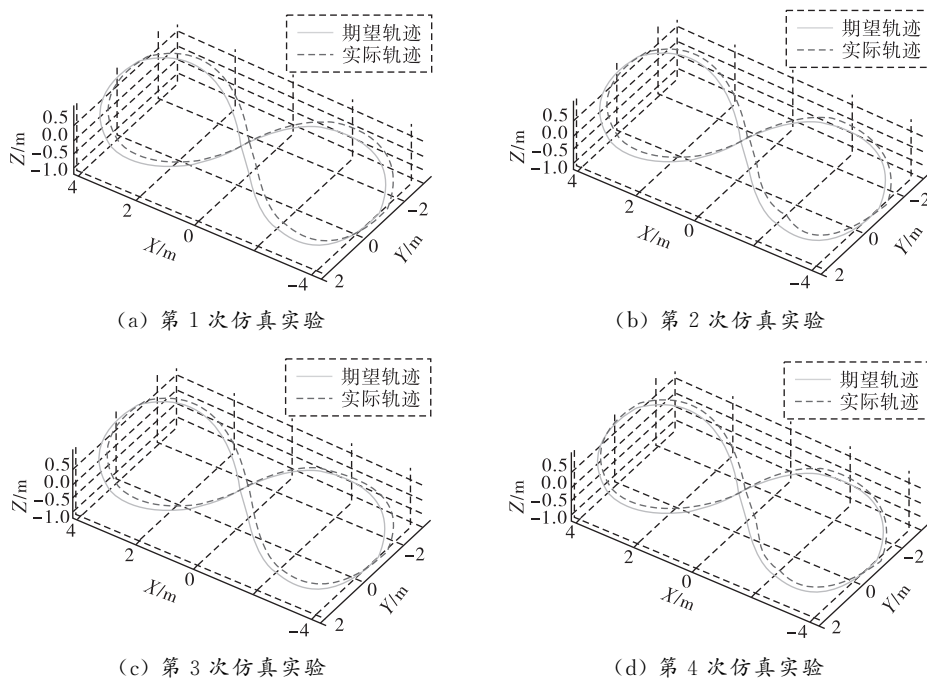 期望轨迹
实际轨迹
0.5
0.0
−0.5
−1.0
Z/m
4
2
0
X/m
−4
2
0
−2
Y/m
(a) 第 1 次仿真实验
期望轨迹
实际轨迹
0.5
0.0
−0.5
−1.0
Z/m
4
2
0
X/m
−4
2
0
−2
Y/m
(b) 第 2 次仿真实验
期望轨迹
实际轨迹
0.5
0.0
−0.5
−1.0
Z/m
4
2
0
X/m
−4
2
0
−2
Y/m
(c) 第 3 次仿真实验
期望轨迹
实际轨迹
0.5
0.0
−0.5
−1.0
Z/m
4
2
0
X/m
−4
2
0
−2
Y/m
(d) 第 4 次仿真实验